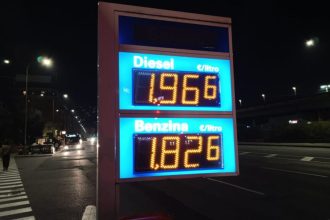 Diesel €/litro
1,966
Benzina €/litro
1,826